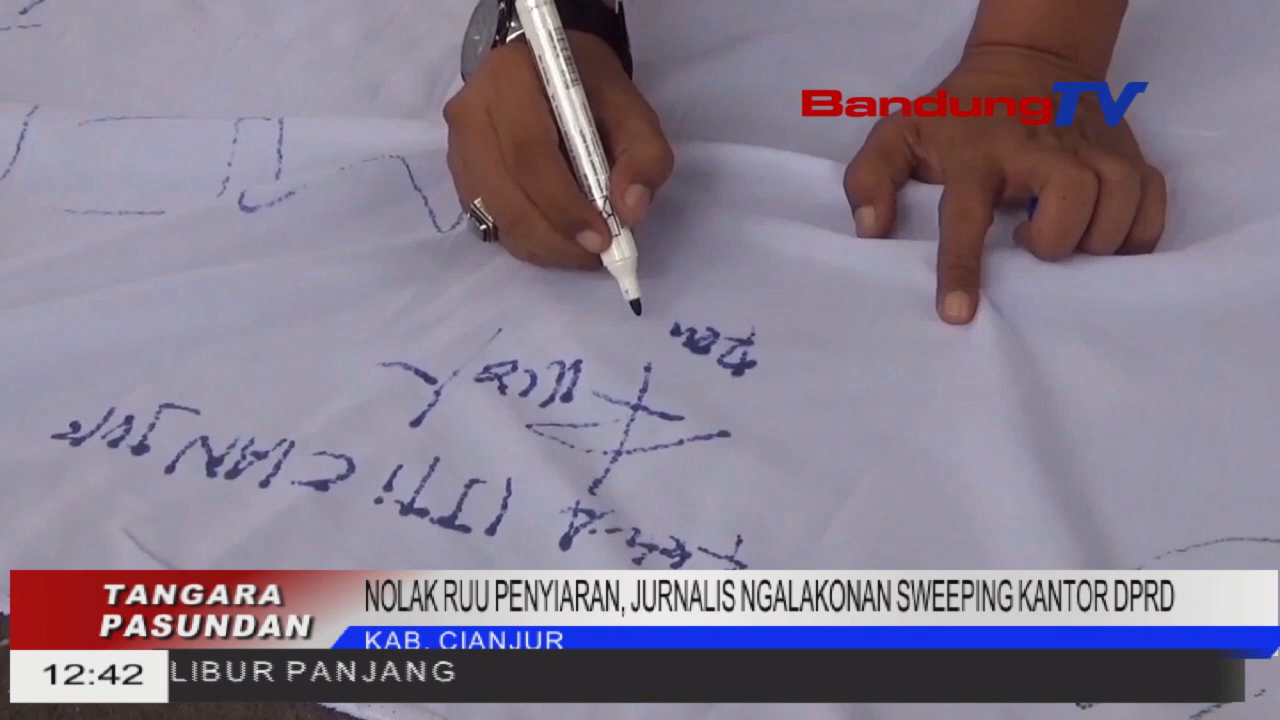 BandungTV
Ketua IJTI CIANJUR
TANGARA
PASUNDAN
NOLAK RUU PENYIARAN, JURNALIS NGALAKONAN SWEEPING KANTOR DPRD
KAB. CIANJUR
12:42
LIBUR PANJANG